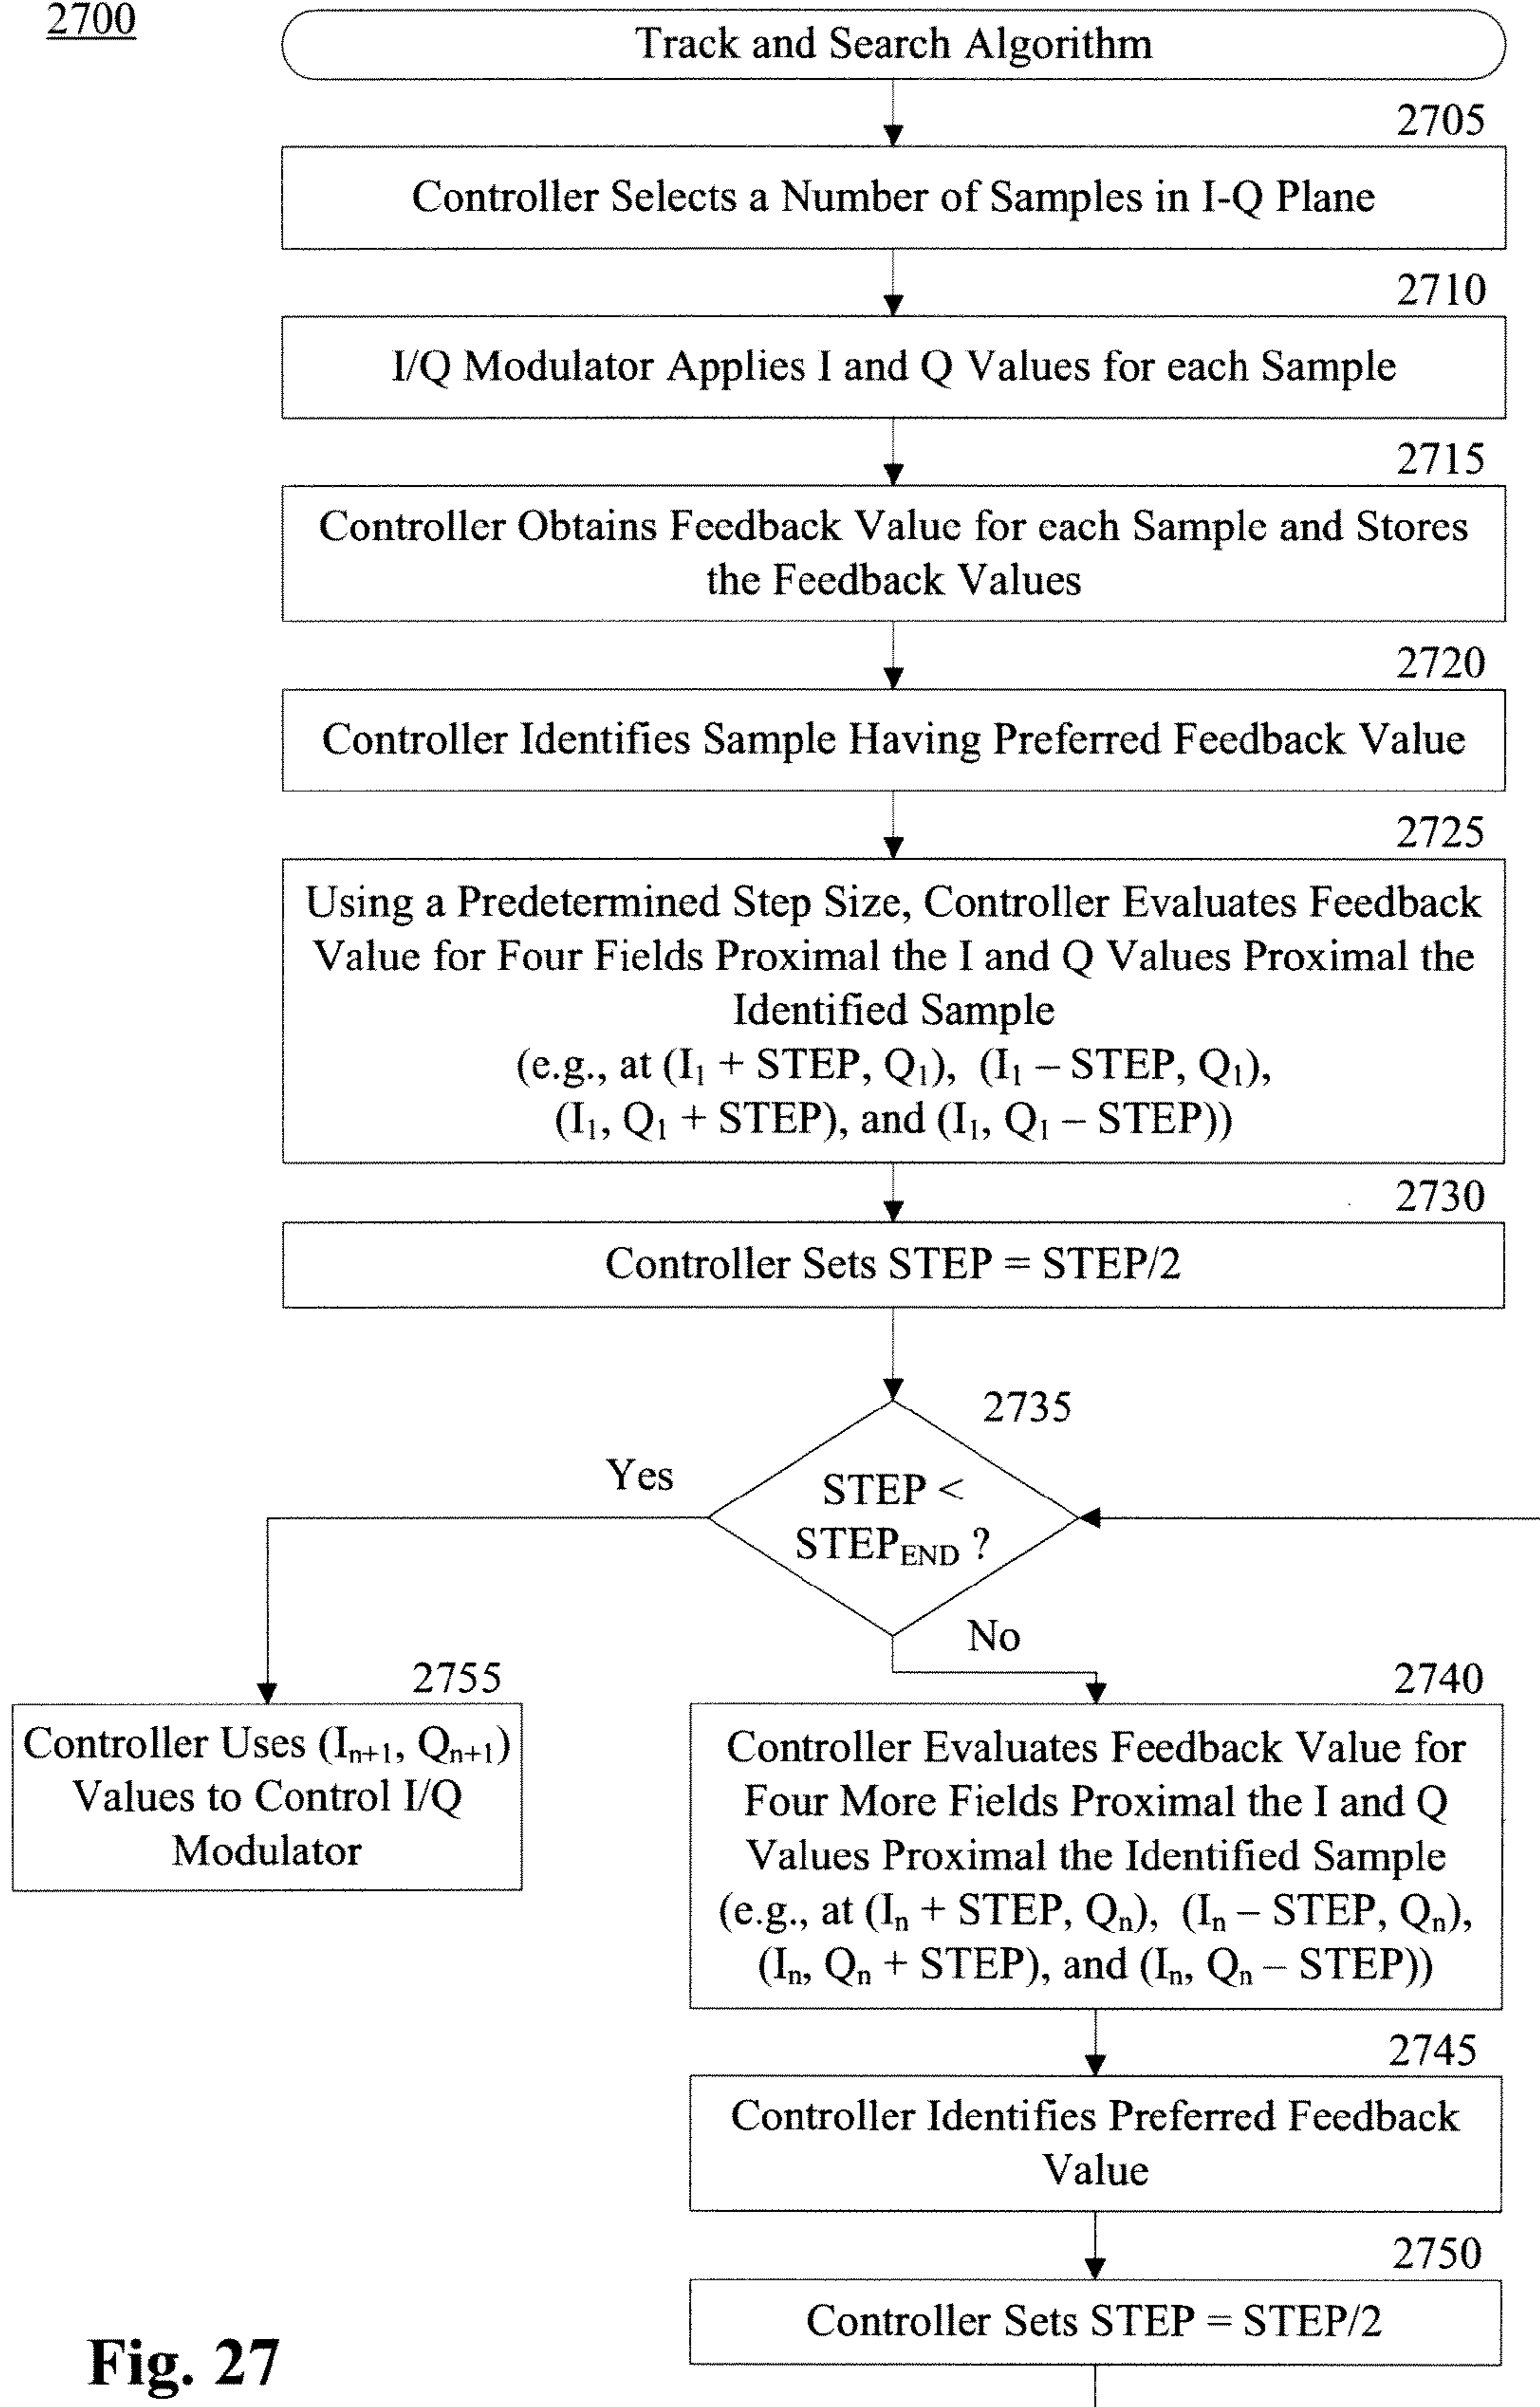 2700
Track and Search Algorithm
2705
Controller Selects a Number of Samples in I-Q Plane
2710
I/Q Modulator Applies I and Q Values for each Sample
2715
Controller Obtains Feedback Value for each Sample and Stores
the Feedback Values
2720
Controller Identifies Sample Having Preferred Feedback Value
2725
Using a Predetermined Step Size, Controller Evaluates Feedback
Value for Four Fields Proximal the I and Q Values Proximal the
Identified Sample
(e.g., at (I₁ + STEP, Q₁), (I₁ – STEP, Q₁),
(I₁, Q₁ + STEP), and (I₁, Q₁ – STEP))
2730
Controller Sets STEP = STEP/2
2735
Yes
STEP <
STEP_END ?
No
2755
Controller Uses (Iₙ₊₁, Qₙ₊₁)
Values to Control I/Q
Modulator
2740
Controller Evaluates Feedback Value for
Four More Fields Proximal the I and Q
Values Proximal the Identified Sample
(e.g., at (Iₙ + STEP, Qₙ), (Iₙ – STEP, Qₙ),
(Iₙ, Qₙ + STEP), and (Iₙ, Qₙ – STEP))
2745
Controller Identifies Preferred Feedback
Value
2750
Controller Sets STEP = STEP/2
Fig. 27